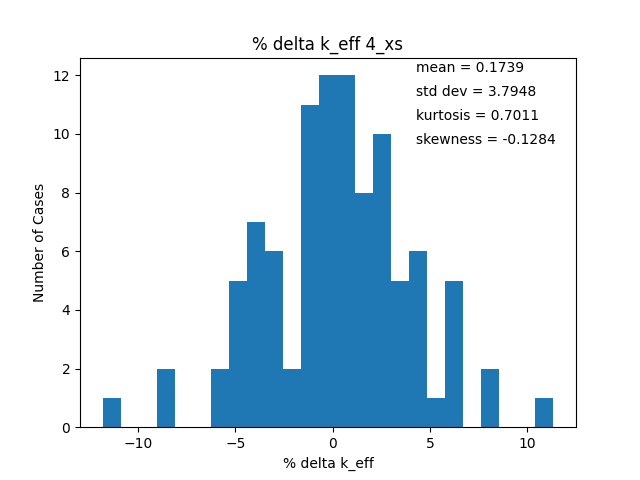 % delta k_eff 4_xs
mean = 0.1739
std dev = 3.7948
kurtosis = 0.7011
skewness = -0.1284
Number of Cases
12
10
8
6
4
2
0
−10
−5
0
5
10
% delta k_eff